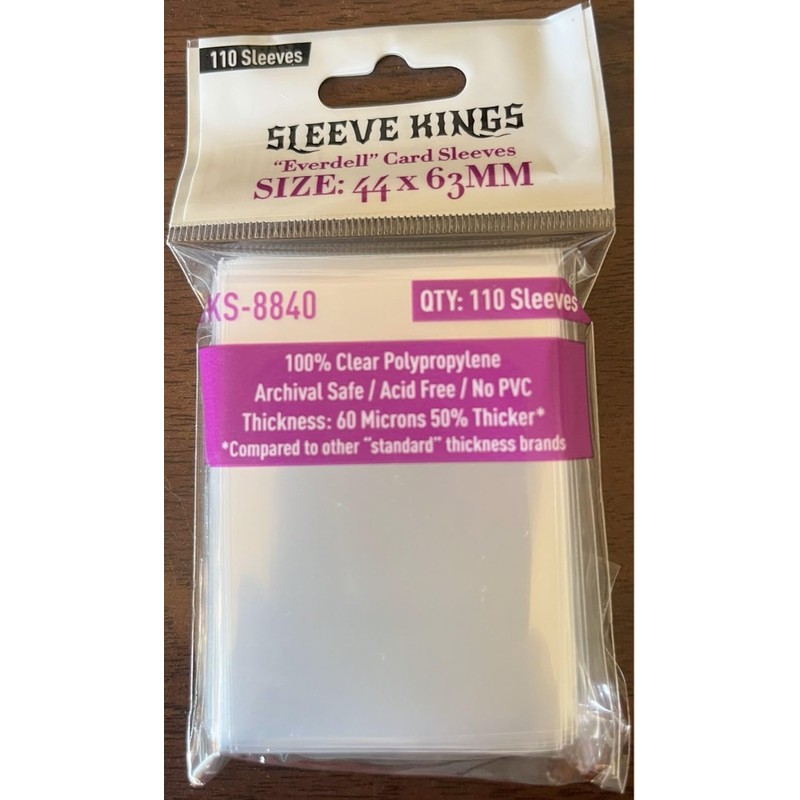 110 Sleeves
SLEEVE KINGS
"Everdell" Card Sleeves
SIZE: 44 x 63MM
KS-8840
QTY: 110 Sleeves
100% Clear Polypropylene
Archival Safe / Acid Free / No PVC
Thickness: 60 Microns 50% Thicker*
*Compared to other "standard" thickness brands